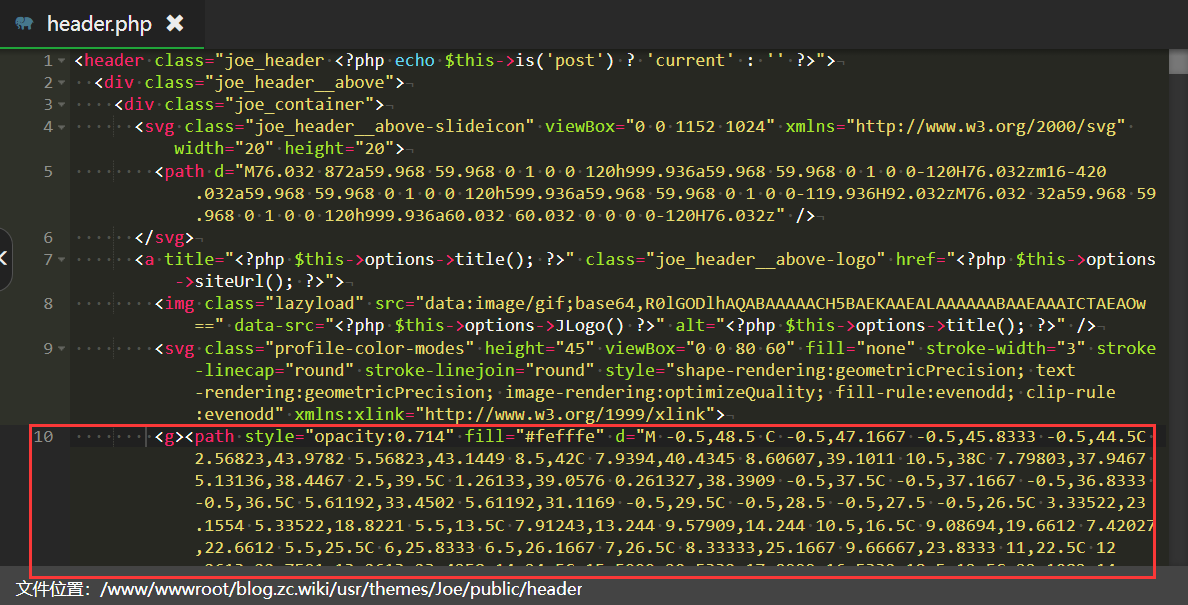 header.php
1 <header class="joe_header <?php echo $this->is('post') ? 'current' : '' ?>">
2 <div class="joe_header__above">
3 <div class="joe_container">
4 <svg class="joe_header__above-slideicon" viewBox="0 0 1152 1024" xmlns="http://www.w3.org/2000/svg"
width="20" height="20">
5 <path d="M76.032 872a59.968 59.968 0 1 0 0 120h999.936a59.968 59.968 0 1 0 0-120H76.032zm16-420
.032a59.968 59.968 0 1 0 0 120h599.936a59.968 59.968 0 1 0 0-119.936H92.032zM76.032 32a59.968 59
.968 0 1 0 0 120h999.936a60.032 60.032 0 0 0 0-120H76.032z" />
6 </svg>
7 <a title="<?php $this->options->title(); ?>" class="joe_header__above-logo" href="<?php $this->options
->siteUrl(); ?>">
8 <img class="lazyload" src="data:image/gif;base64,R0lGODlhAQABAAAAACH5BAEKAAEALAAAAAABAAEAAAICTAEAOw
==" data-src="<?php $this->options->JLogo() ?>" alt="<?php $this->options->title(); ?>" />
9 <svg class="profile-color-modes" height="45" viewBox="0 0 80 60" fill="none" stroke-width="3" stroke
-linecap="round" stroke-linejoin="round" style="shape-rendering:geometricPrecision; text
-rendering:geometricPrecision; image-rendering:optimizeQuality; fill-rule:evenodd; clip-rule
:evenodd" xmlns:xlink="http://www.w3.org/1999/xlink">
10 <g><path style="opacity:0.714" fill="#fefffe" d="M -0.5,48.5 C -0.5,47.1667 -0.5,45.8333 -0.5,44.5C
2.56823,43.9782 5.56823,43.1449 8.5,42C 7.9394,40.4345 8.60607,39.1011 10.5,38C 7.79803,37.9467
5.13136,38.4467 2.5,39.5C 1.26133,39.0576 0.261327,38.3909 -0.5,37.5C -0.5,37.1667 -0.5,36.8333
-0.5,36.5C 5.61192,33.4502 5.61192,31.1169 -0.5,29.5C -0.5,28.5 -0.5,27.5 -0.5,26.5C 3.33522,23
.1554 5.33522,18.8221 5.5,13.5C 7.91243,13.244 9.57909,14.244 10.5,16.5C 9.08694,19.6612 7.42027
,22.6612 5.5,25.5C 6,25.8333 6.5,26.1667 7,26.5C 8.33333,25.1667 9.66667,23.8333 11,22.5C 12
文件位置：/www/wwwroot/blog.zc.wiki/usr/themes/Joe/public/header